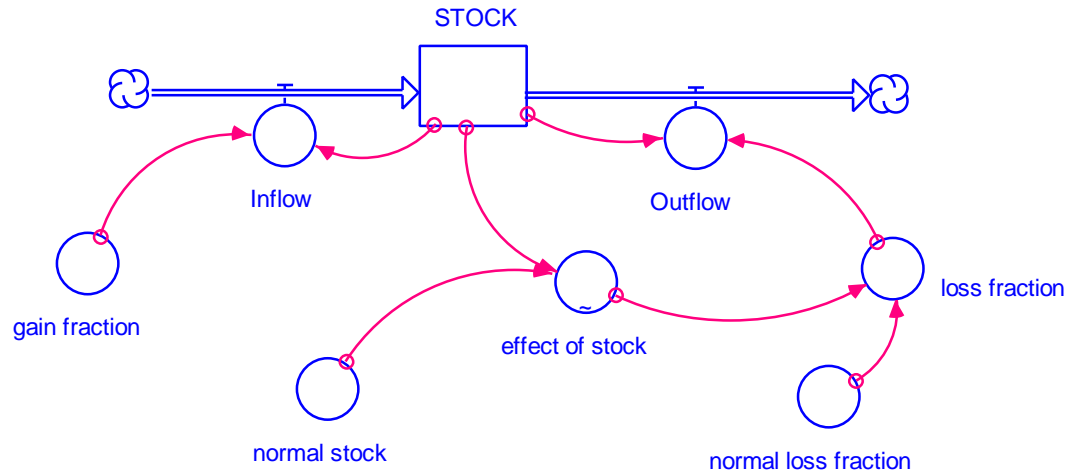 STOCK
Inflow
Outflow
gain fraction
loss fraction
~
effect of stock
normal stock
normal loss fraction